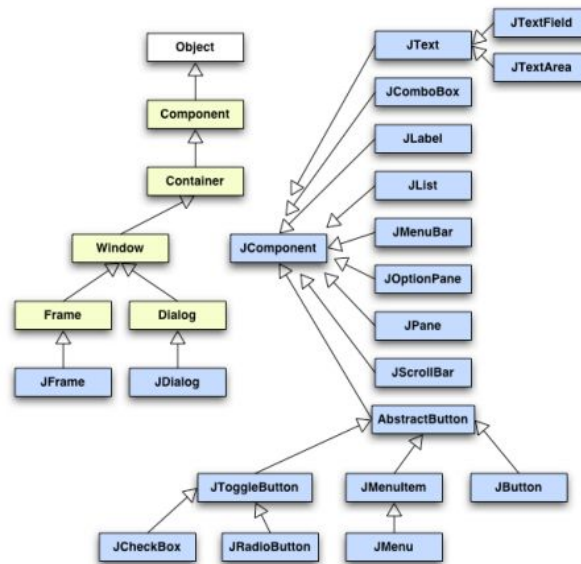 JTextField
Object
JText
JTextArea
JComboBox
Component
JLabel
Container
JList
JMenuBar
Window
JComponent
JOptionPane
Frame
Dialog
JPane
JFrame
JDialog
JScrollBar
AbstractButton
JToggleButton
JMenuItem
JButton
JCheckBox
JRadioButton
JMenu